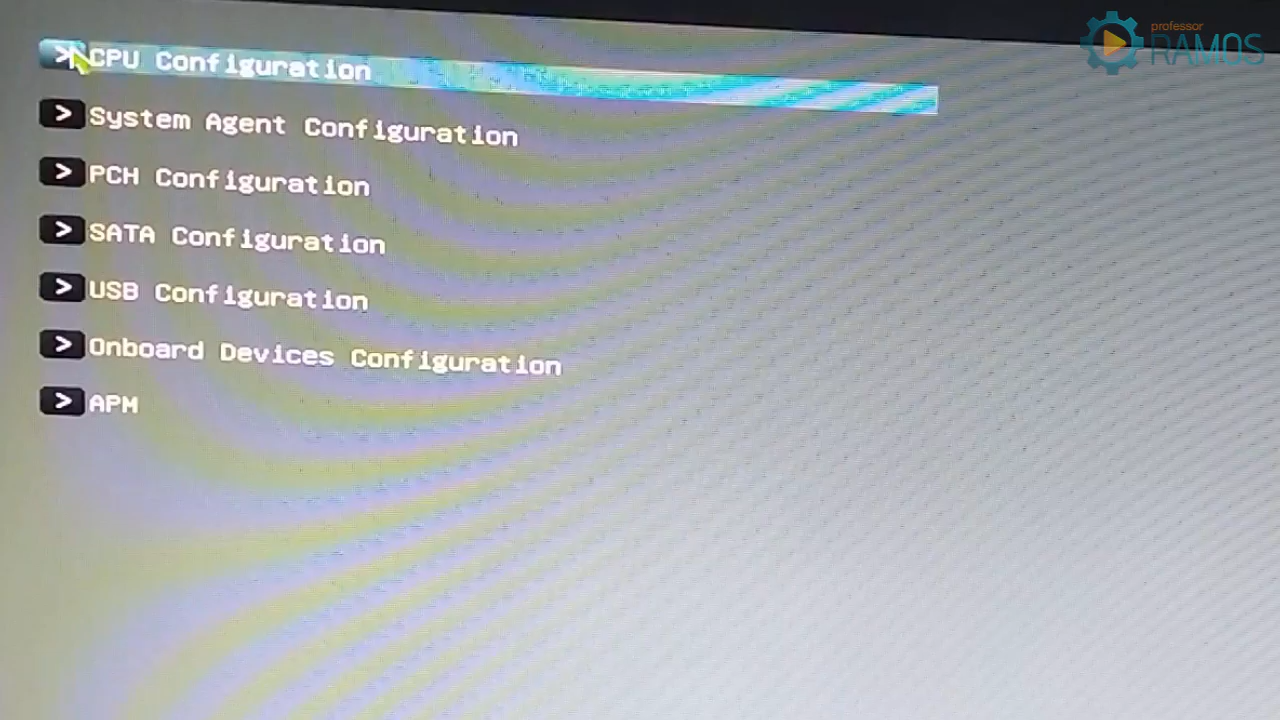 professor
RAMOS
> CPU Configuration
> System Agent Configuration
> PCH Configuration
> SATA Configuration
> USB Configuration
> Onboard Devices Configuration
> APM